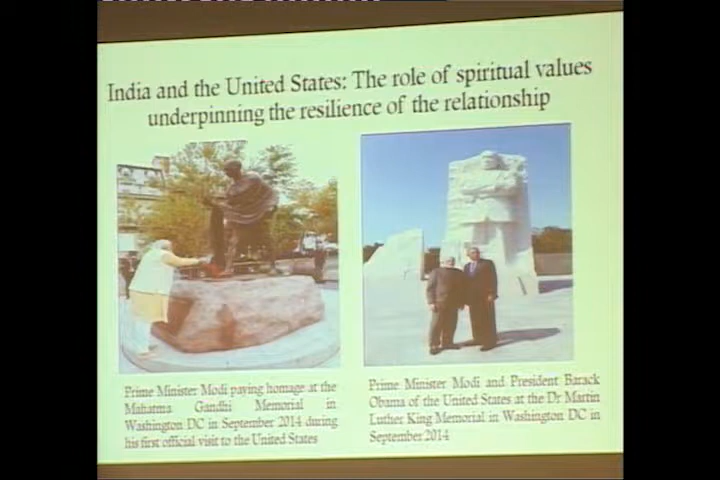 India and the United States: The role of spiritual values
underpinning the resilience of the relationship
Prime Minister Modi paying homage at the
Mahatma Gandhi Memorial in
Washington DC in September 2014 during
his first official visit to the United States
Prime Minister Modi and President Barack
Obama of the United States at the Dr Martin
Luther King Memorial in Washington DC in
September 2014